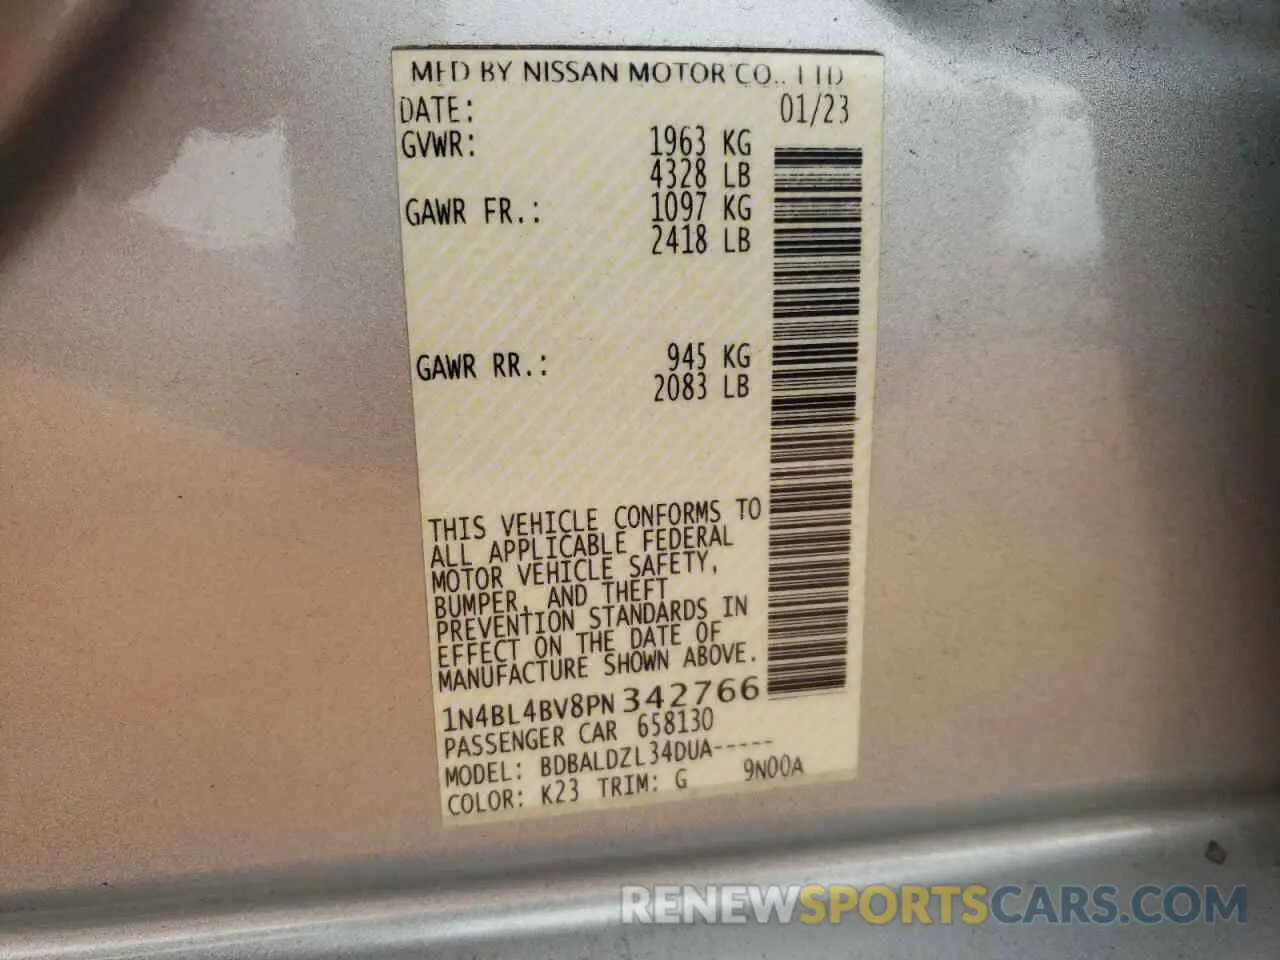 MFD BY NISSAN MOTOR CO., LTD
DATE: 01/23
GVWR: 1963 KG
4328 LB
GAWR FR.: 1097 KG
2418 LB
GAWR RR.: 945 KG
2083 LB
THIS VEHICLE CONFORMS TO
ALL APPLICABLE FEDERAL
MOTOR VEHICLE SAFETY,
BUMPER, AND THEFT
PREVENTION STANDARDS IN
EFFECT ON THE DATE OF
MANUFACTURE SHOWN ABOVE.
1N4BL4BV8PN342766
PASSENGER CAR 658130
MODEL: BDBALDZL34DUA-----
COLOR: K23 TRIM: G 9N00A
RENEWSPORTSCARS.COM